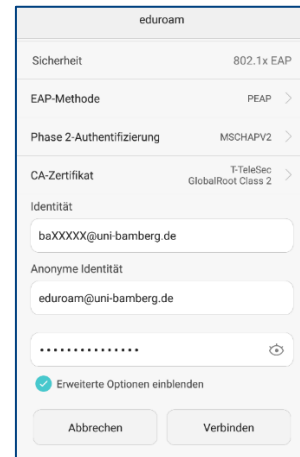 eduroam
Sicherheit 802.1x EAP
EAP-Methode PEAP
Phase 2-Authentifizierung MSCHAPV2
CA-Zertifikat T-TeleSec GlobalRoot Class 2
Identität
baXXXXX@uni-bamberg.de
Anonyme Identität
eduroam@uni-bamberg.de
•••••••••••••••
Erweiterte Optionen einblenden
Abbrechen Verbinden